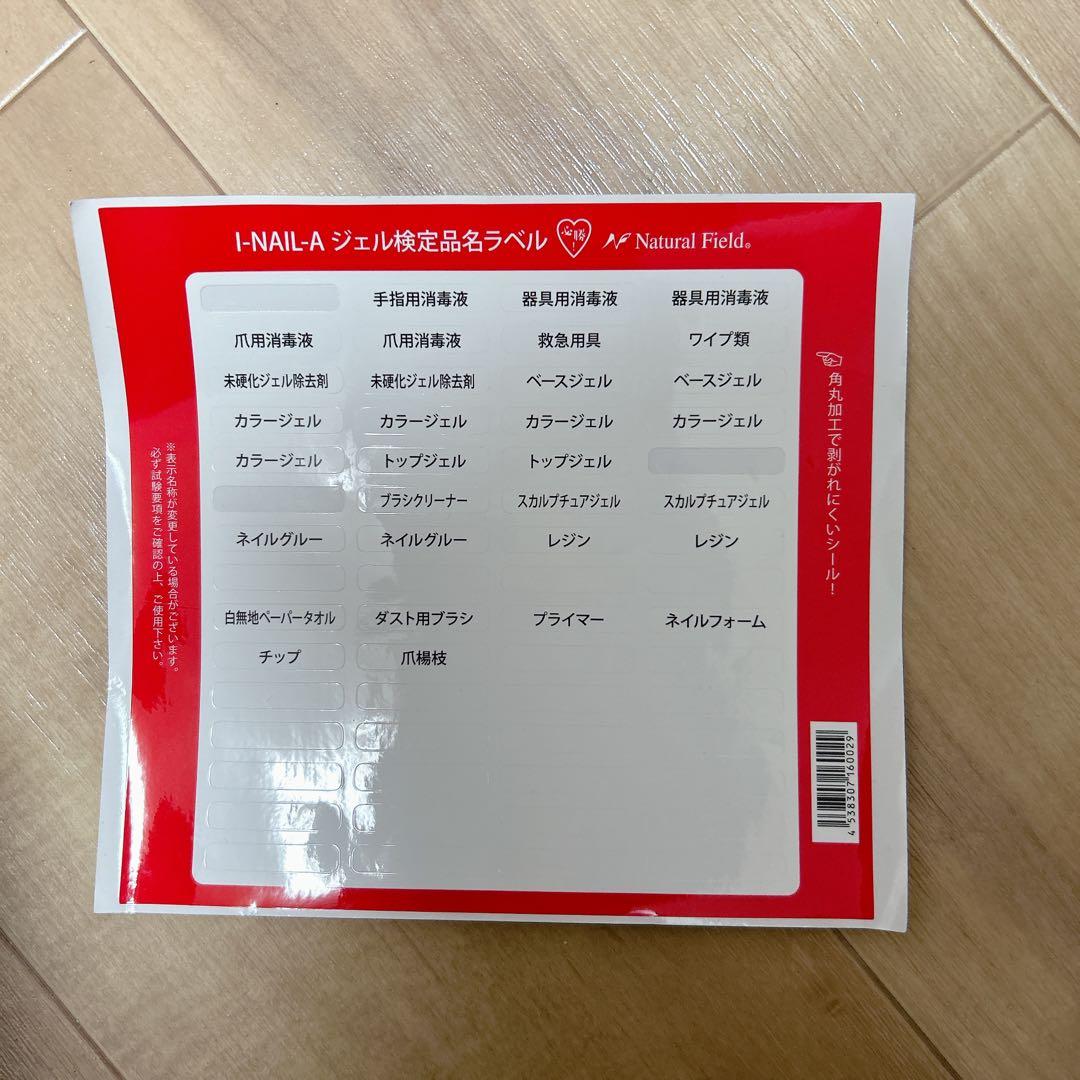 I-NAIL-A ジェル検定品名ラベル 必勝! Natural Field®
手指用消毒液 器具用消毒液 器具用消毒液
爪用消毒液 爪用消毒液 救急用具 ワイプ類
未硬化ジェル除去剤 未硬化ジェル除去剤 ベースジェル ベースジェル
カラージェル カラージェル カラージェル カラージェル
カラージェル トップジェル トップジェル
ブラシクリーナー スカルプチュアジェル スカルプチュアジェル
ネイルグルー ネイルグルー レジン レジン
白無地ペーパータオル ダスト用ブラシ プライマー ネイルフォーム
チップ 爪楊枝
角丸加工で剥がれにくいシール!
※表示名称が変更している場合がございます。
必ず試験要項をご確認の上、ご使用下さい。
4 538307 160029